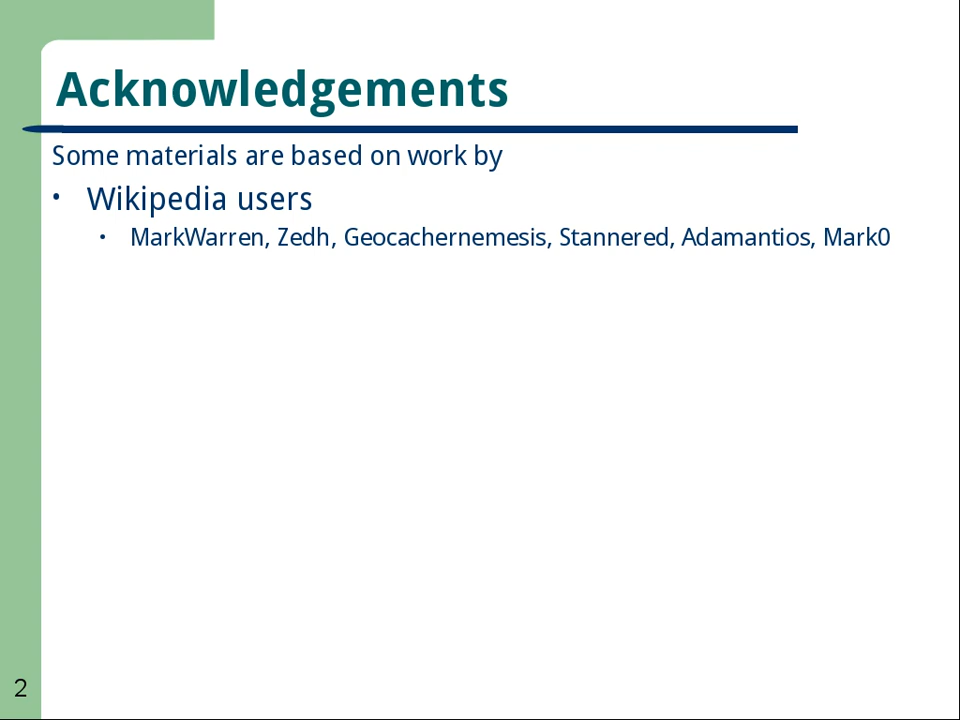 Acknowledgements
Some materials are based on work by
• Wikipedia users
• MarkWarren, Zedh, Geocachernemesis, Stannered, Adamantios, Mark0
2